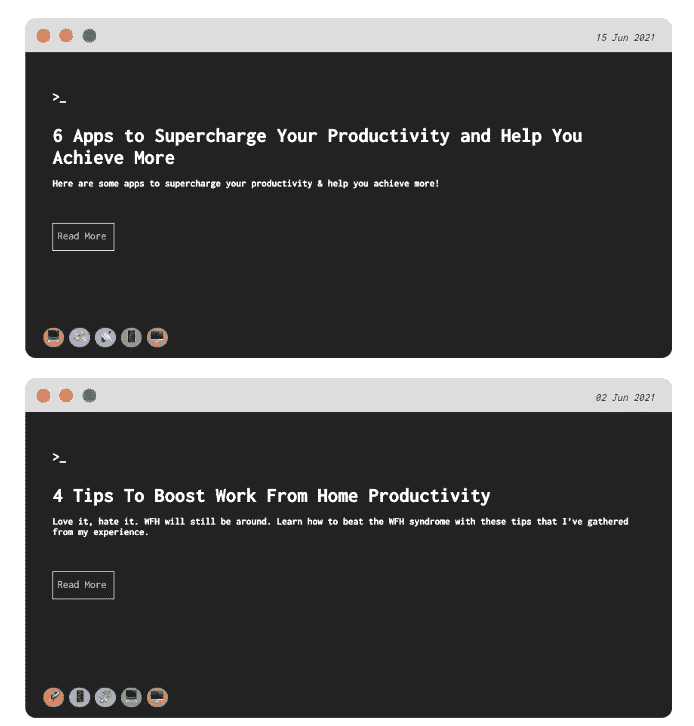 15 Jun 2021
>_
6 Apps to Supercharge Your Productivity and Help You
Achieve More
Here are some apps to supercharge your productivity & help you achieve more!
Read More
02 Jun 2021
>_
4 Tips To Boost Work From Home Productivity
Love it, hate it. WFH will still be around. Learn how to beat the WFH syndrome with these tips that I've gathered
from my experience.
Read More